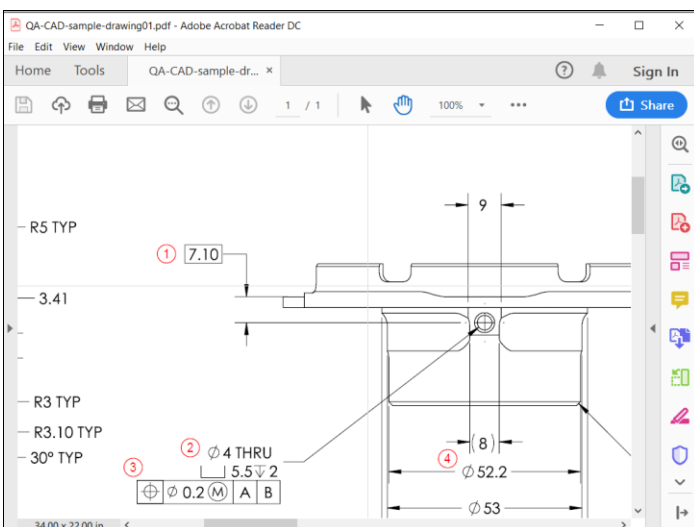 QA-CAD-sample-drawing01.pdf - Adobe Acrobat Reader DC
File Edit View Window Help
Home Tools QA-CAD-sample-dr... × Sign In
1 / 1 100% Share
9
R5 TYP
1 7.10
3.41
R3 TYP
R3.10 TYP
30° TYP
2 ∅4 THRU
⌴ 5.5↧2
3
⌖ ∅ 0.2 Ⓜ A B
(8)
4 ∅52.2
∅53
34.00 x 22.00 in